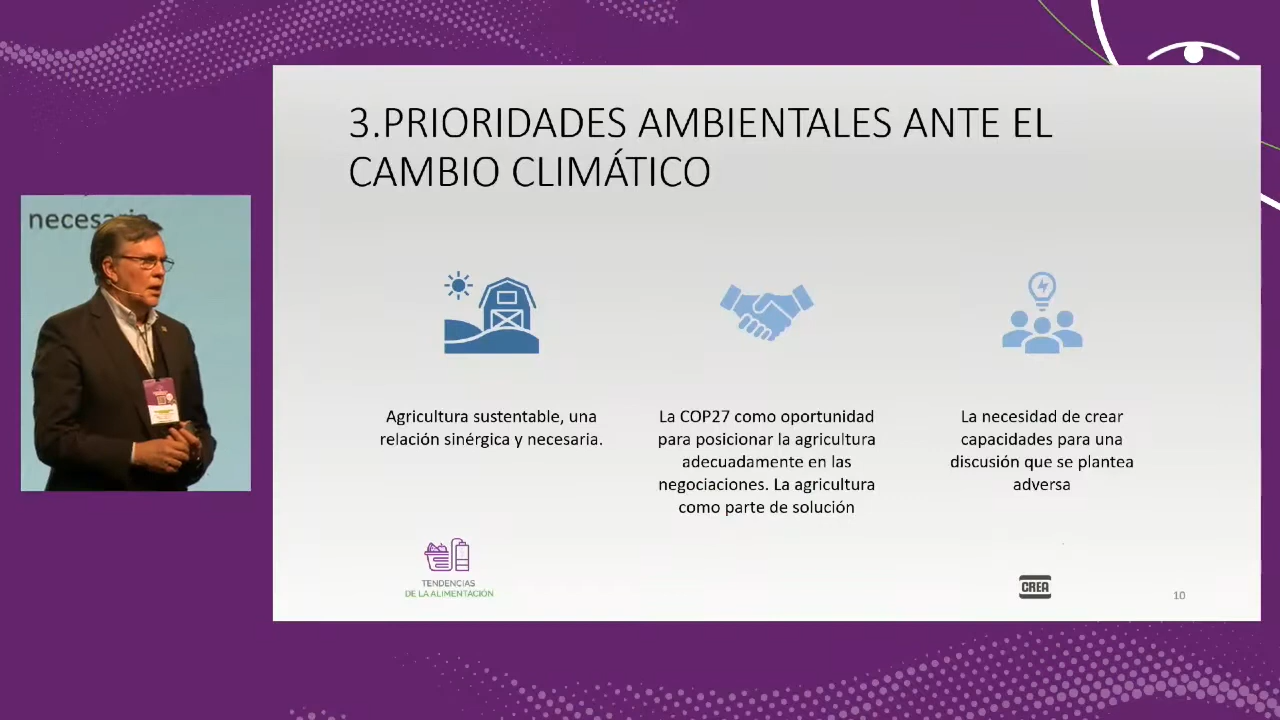 3.PRIORIDADES AMBIENTALES ANTE EL
CAMBIO CLIMÁTICO
Agricultura sustentable, una
relación sinérgica y necesaria.
La COP27 como oportunidad
para posicionar la agricultura
adecuadamente en las
negociaciones. La agricultura
como parte de solución
La necesidad de crear
capacidades para una
discusión que se plantea
adversa
TENDENCIAS
DE LA ALIMENTACIÓN
CREA
10